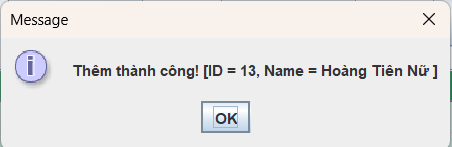 Message
Thêm thành công! [ID = 13, Name = Hoàng Tiên Nữ ]
OK